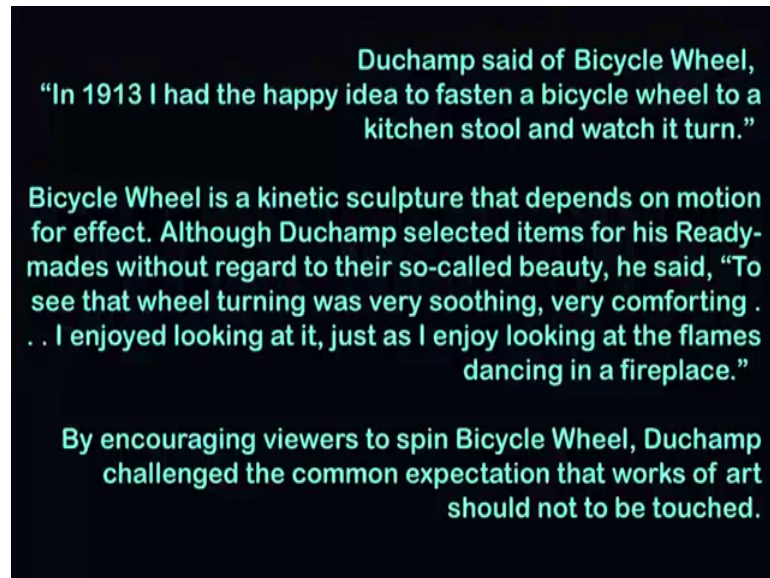 Duchamp said of Bicycle Wheel,
“In 1913 I had the happy idea to fasten a bicycle wheel to a
kitchen stool and watch it turn.”
Bicycle Wheel is a kinetic sculpture that depends on motion
for effect. Although Duchamp selected items for his Ready-
mades without regard to their so-called beauty, he said, “To
see that wheel turning was very soothing, very comforting .
. . I enjoyed looking at it, just as I enjoy looking at the flames
dancing in a fireplace.”
By encouraging viewers to spin Bicycle Wheel, Duchamp
challenged the common expectation that works of art
should not to be touched.